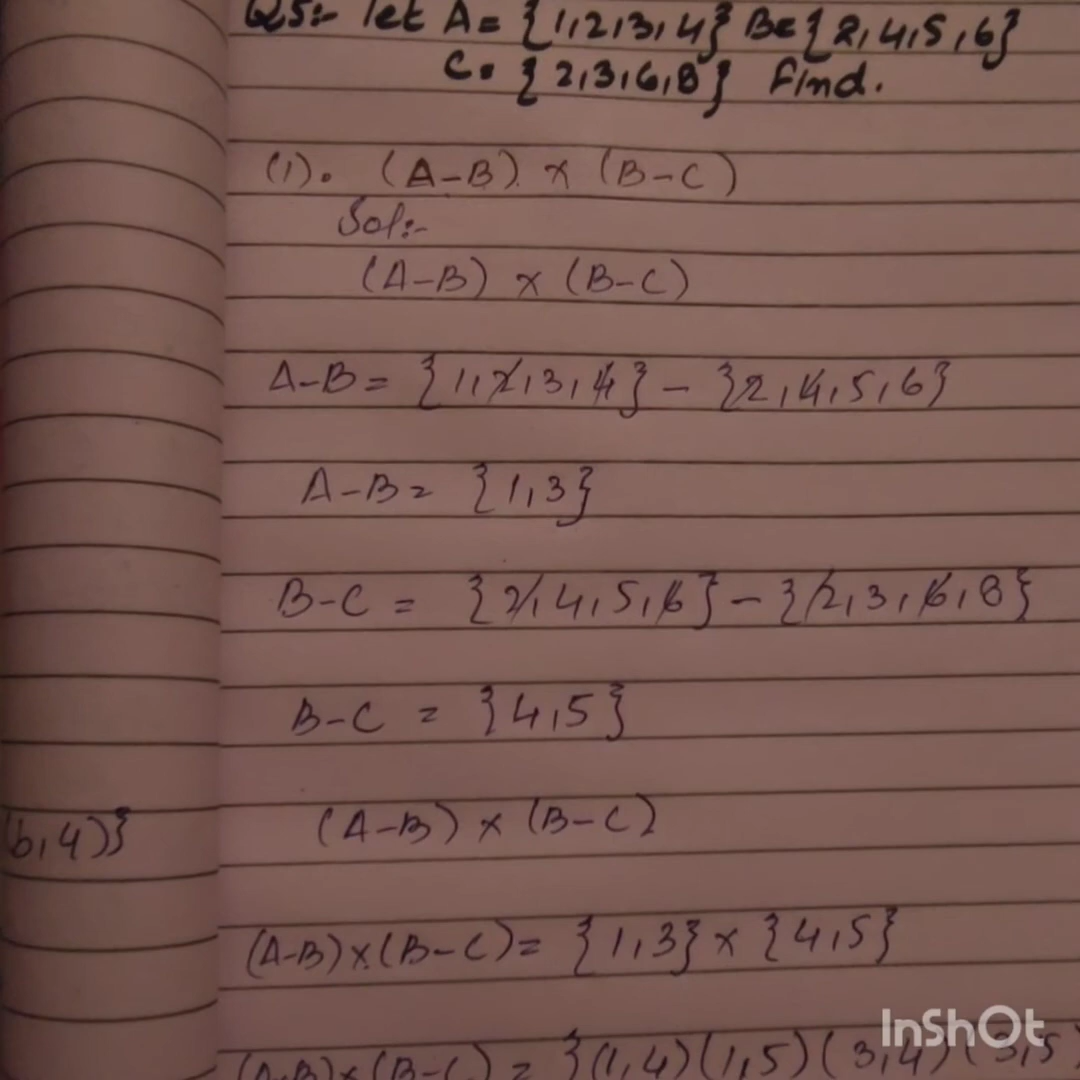 Q5:- let A = {1,2,3,4} B = {2,4,5,6}
C = {2,3,6,8} Find.
(1). (A-B) x (B-C)
Sol:-
(A-B) x (B-C)
A-B = {1,2,3,4} - {2,4,5,6}
A-B = {1,3}
B-C = {2,4,5,6} - {2,3,6,8}
B-C = {4,5}
,4)}
(A-B) x (B-C)
(A-B) x (B-C) = {1,3} x {4,5}
(A-B) x (B-C) = {(1,4) (1,5) (3,4) (3,5
InShOt